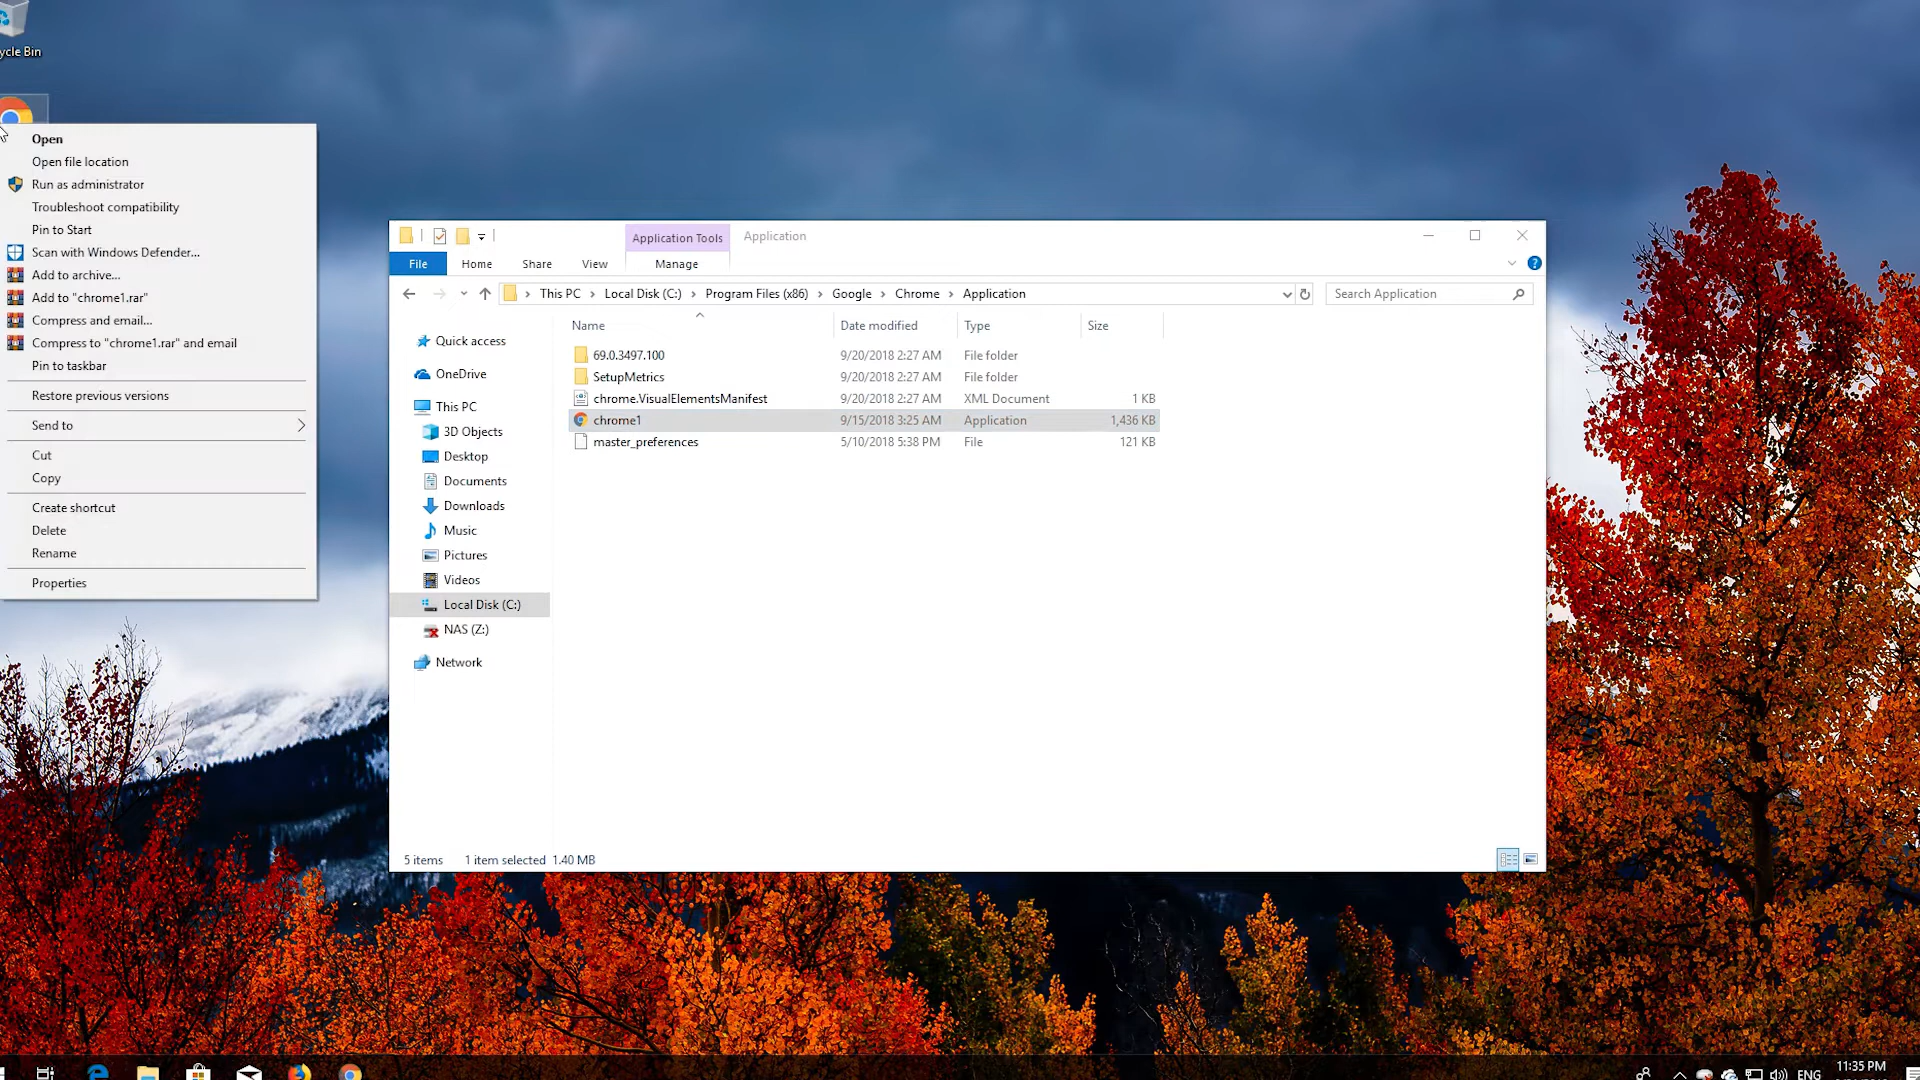 ycle Bin
Open
Open file location
Run as administrator
Troubleshoot compatibility
Pin to Start
Scan with Windows Defender...
Add to archive...
Add to "chrome1.rar"
Compress and email...
Compress to "chrome1.rar" and email
Pin to taskbar
Restore previous versions
Send to
Cut
Copy
Create shortcut
Delete
Rename
Properties
Application Tools Application
File Home Share View Manage
This PC Local Disk (C:) Program Files (x86) Google Chrome Application Search Application
Quick access
OneDrive
This PC
3D Objects
Desktop
Documents
Downloads
Music
Pictures
Videos
Local Disk (C:)
NAS (Z:)
Network
Name Date modified Type Size
69.0.3497.100 9/20/2018 2:27 AM File folder
SetupMetrics 9/20/2018 2:27 AM File folder
chrome.VisualElementsManifest 9/20/2018 2:27 AM XML Document 1 KB
chrome1 9/15/2018 3:25 AM Application 1,436 KB
master_preferences 5/10/2018 5:38 PM File 121 KB
5 items 1 item selected 1.40 MB
ENG 11:35 PM